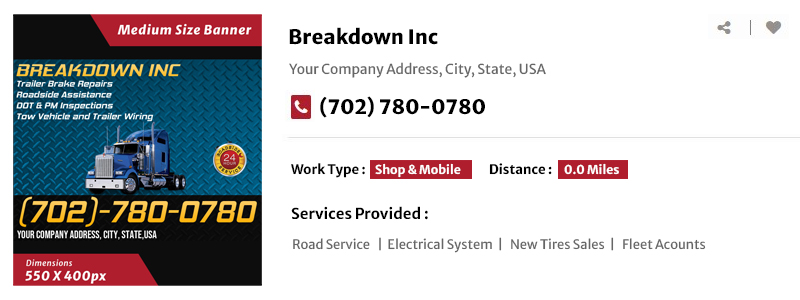 Medium Size Banner
BREAKDOWN INC
Trailer Brake Repairs
Roadside Assistance
DOT & PM Inspections
Tow Vehicle and Trailer Wiring
ROADSIDE
24
HOUR
SERVICE
(702)-780-0780
YOUR COMPANY ADDRESS, CITY, STATE,USA
Dimensions
550 X 400px
Breakdown Inc
Your Company Address, City, State, USA
(702) 780-0780
Work Type : Shop & Mobile Distance : 0.0 Miles
Services Provided :
Road Service | Electrical System | New Tires Sales | Fleet Acounts